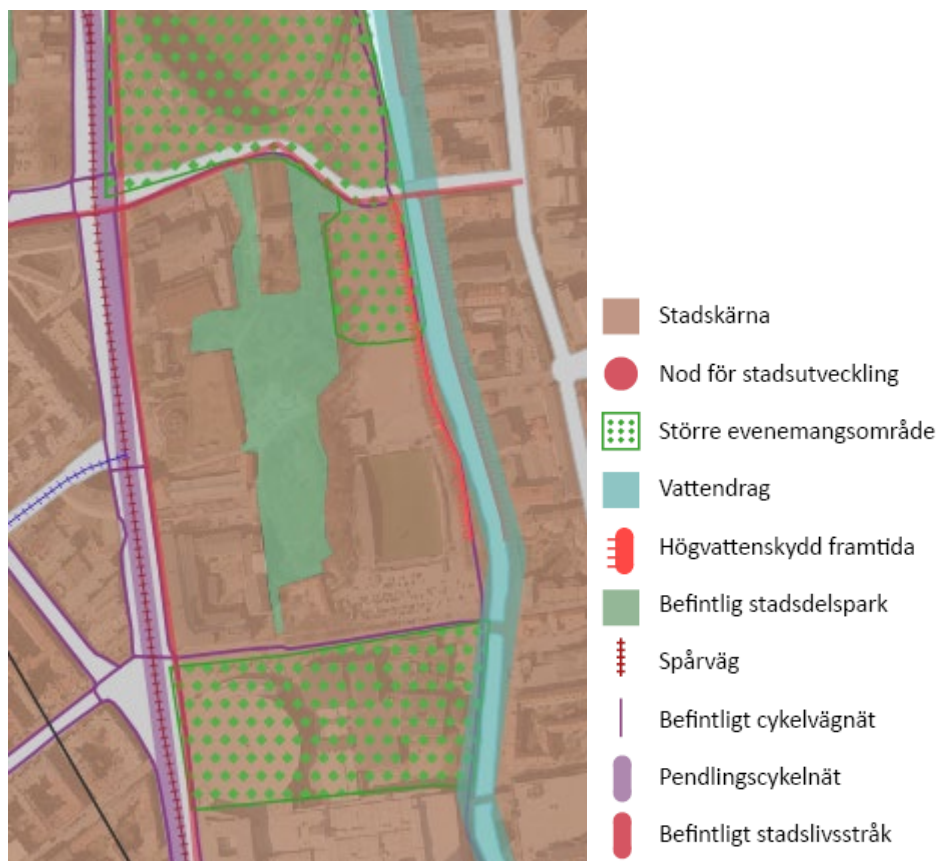 Stadskärna
Nod för stadsutveckling
Större evenemangsområde
Vattendrag
Högvattenskydd framtida
Befintlig stadsdelspark
Spårväg
Befintligt cykelvägnät
Pendlingscykelnät
Befintligt stadslivsstråk